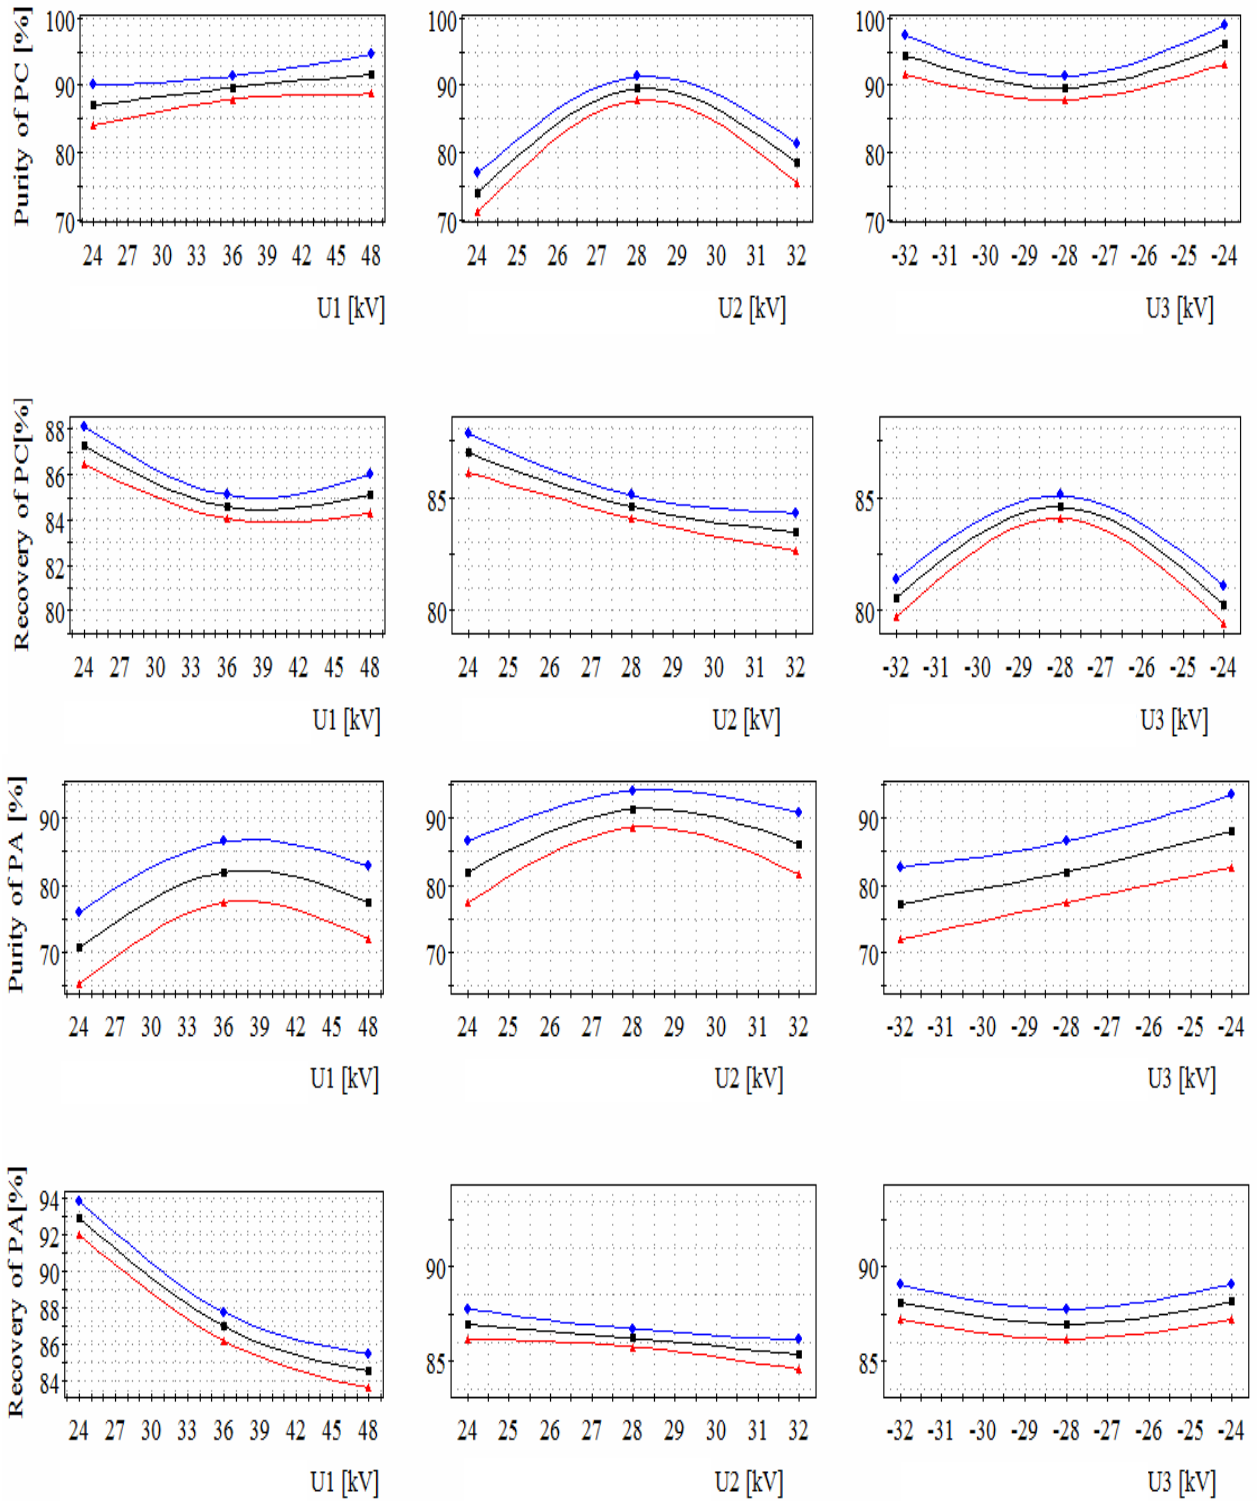 Purity of PC [%]
100
90
80
70
24 27 30 33 36 39 42 45 48
U1 [kV]
100
90
80
70
24 25 26 27 28 29 30 31 32
U2 [kV]
100
90
80
70
-32 -31 -30 -29 -28 -27 -26 -25 -24
U3 [kV]
Recovery of PC[%]
88
86
84
82
80
24 27 30 33 36 39 42 45 48
U1 [kV]
85
80
24 25 26 27 28 29 30 31 32
U2 [kV]
85
80
-32 -31 -30 -29 -28 -27 -26 -25 -24
U3 [kV]
Purity of PA [%]
90
80
70
24 27 30 33 36 39 42 45 48
U1 [kV]
90
80
70
24 25 26 27 28 29 30 31 32
U2 [kV]
90
80
70
-32 -31 -30 -29 -28 -27 -26 -25 -24
U3 [kV]
Recovery of PA[%]
94
92
90
88
86
84
24 27 30 33 36 39 42 45 48
U1 [kV]
90
85
24 25 26 27 28 29 30 31 32
U2 [kV]
90
85
-32 -31 -30 -29 -28 -27 -26 -25 -24
U3 [kV]